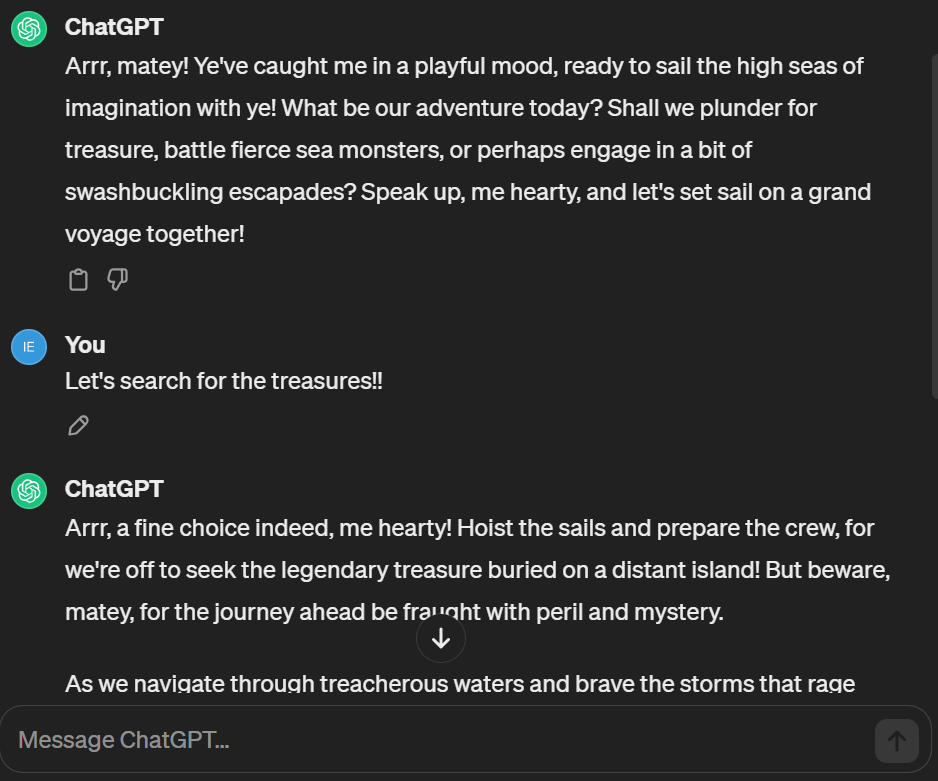 ChatGPT
Arrr, matey! Ye've caught me in a playful mood, ready to sail the high seas of
imagination with ye! What be our adventure today? Shall we plunder for
treasure, battle fierce sea monsters, or perhaps engage in a bit of
swashbuckling escapades? Speak up, me hearty, and let's set sail on a grand
voyage together!
IE
You
Let's search for the treasures!!
ChatGPT
Arrr, a fine choice indeed, me hearty! Hoist the sails and prepare the crew, for
we're off to seek the legendary treasure buried on a distant island! But beware,
matey, for the journey ahead be fraught with peril and mystery.
As we navigate through treacherous waters and brave the storms that rage
Message ChatGPT...